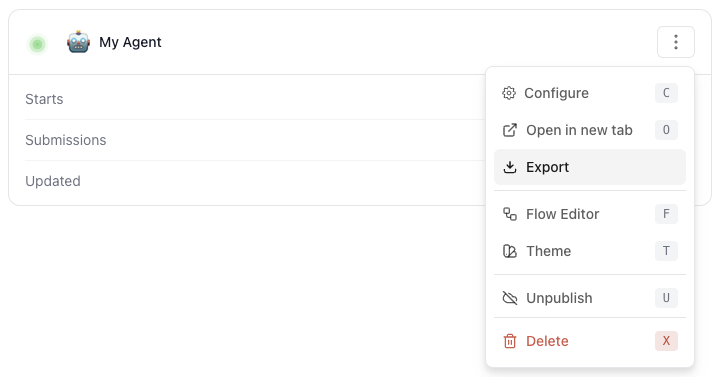 My Agent
Starts
Submissions
Updated
Configure C
Open in new tab O
Export
Flow Editor F
Theme T
Unpublish U
Delete X